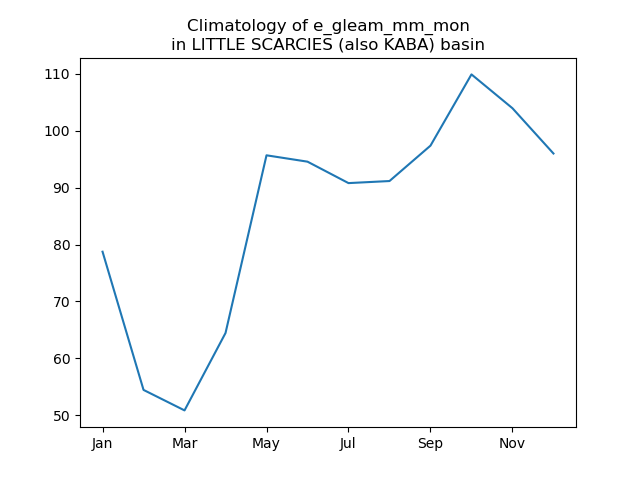 Climatology of e_gleam_mm_mon
in LITTLE SCARCIES (also KABA) basin
110
100
90
80
70
60
50
Jan Mar May Jul Sep Nov